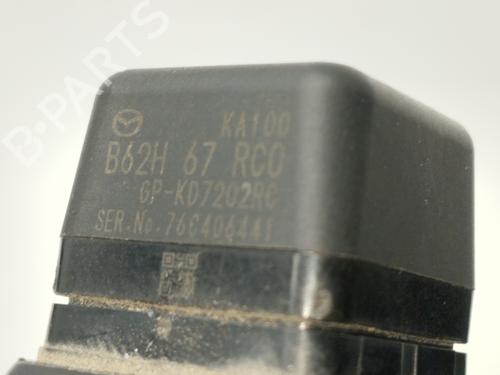 B-PARTS
KA100
B62H 67 RC0
GP-KD7202RC
SER.No.76C406441